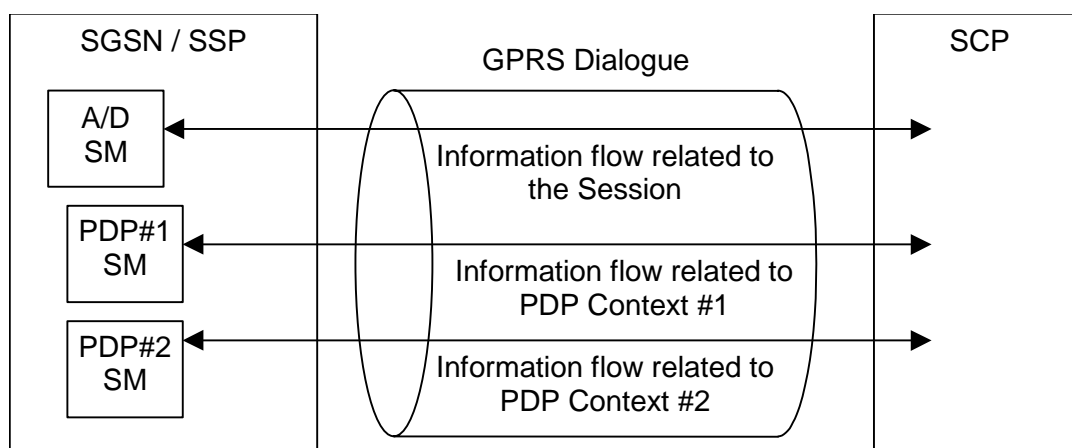 SGSN / SSP
GPRS Dialogue
SCP
A/D
SM
Information flow related to
the Session
PDP#1
SM
Information flow related to
PDP Context #1
PDP#2
SM
Information flow related to
PDP Context #2